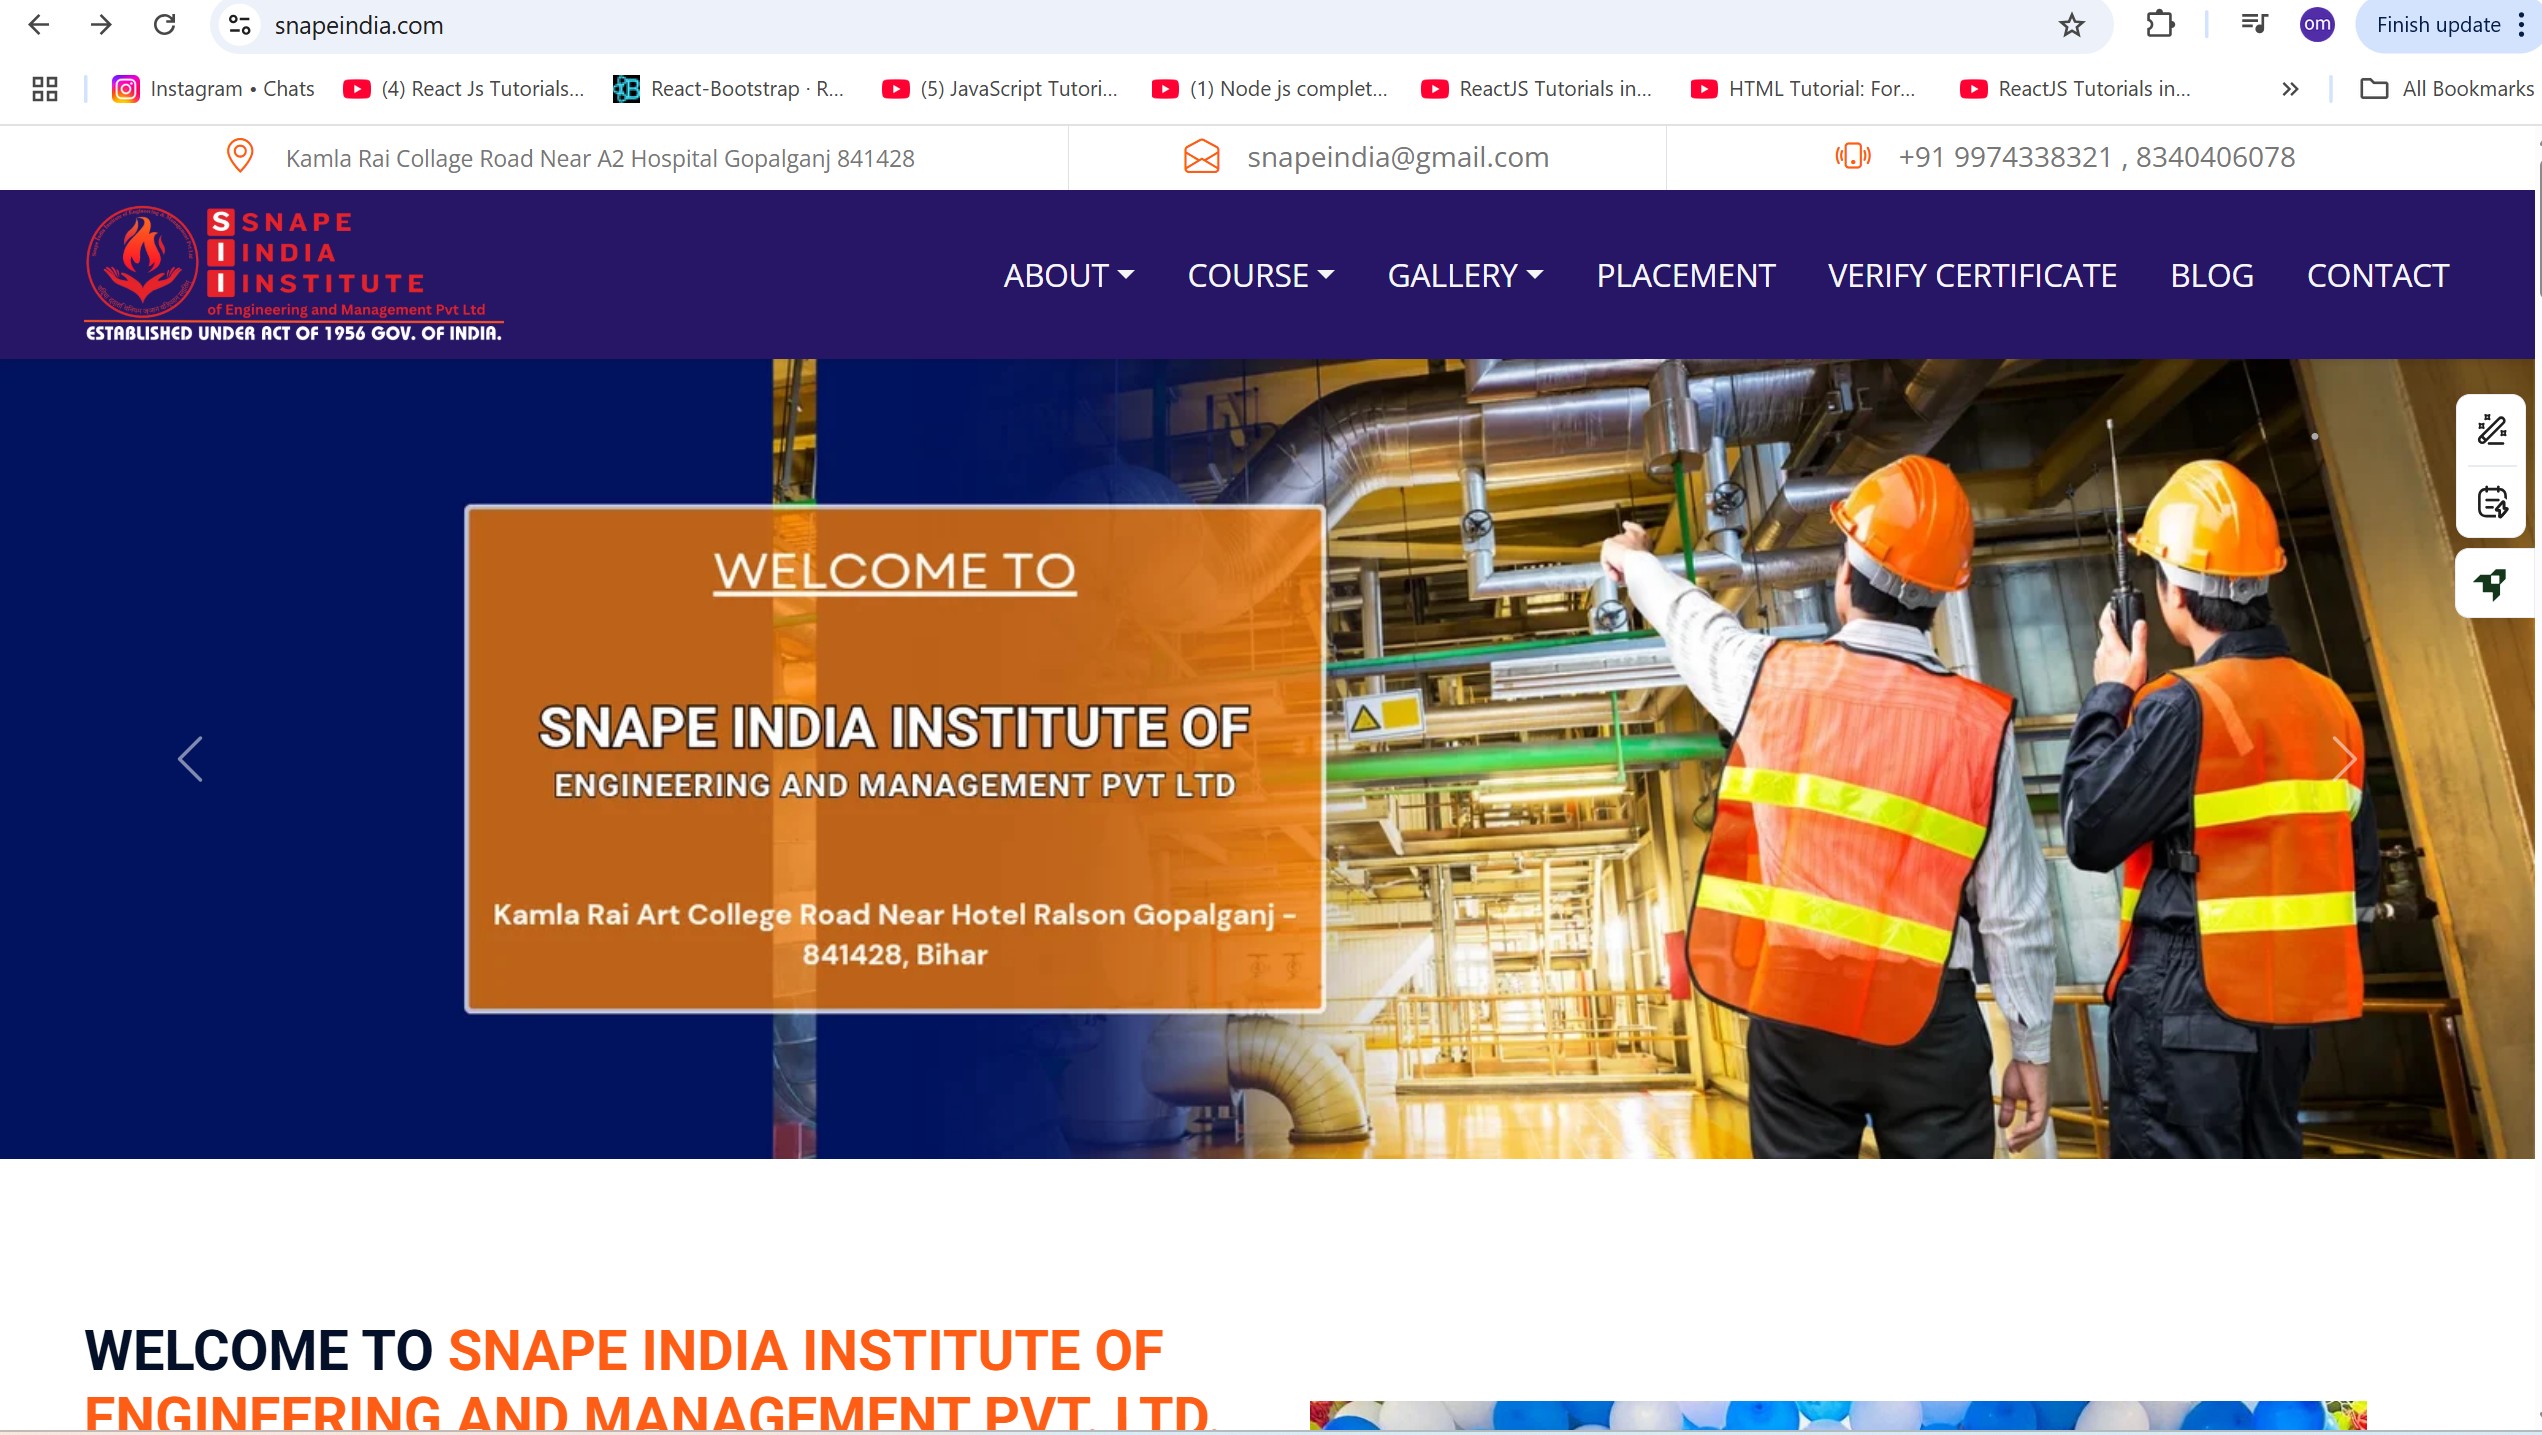 snapeindia.com
om
Finish update
Instagram • Chats
(4) React Js Tutorials...
React-Bootstrap · R...
(5) JavaScript Tutori...
(1) Node js complet...
ReactJS Tutorials in...
HTML Tutorial: For...
ReactJS Tutorials in...
All Bookmarks
Kamla Rai Collage Road Near A2 Hospital Gopalganj 841428
snapeindia@gmail.com
+91 9974338321 , 8340406078
S SNAPE
I INDIA
I INSTITUTE
of Engineering and Management Pvt Ltd
ESTABLISHED UNDER ACT OF 1956 GOV. OF INDIA.
ABOUT
COURSE
GALLERY
PLACEMENT
VERIFY CERTIFICATE
BLOG
CONTACT
WELCOME TO
SNAPE INDIA INSTITUTE OF
ENGINEERING AND MANAGEMENT PVT LTD
Kamla Rai Art College Road Near Hotel Ralson Gopalganj -
841428, Bihar
WELCOME TO SNAPE INDIA INSTITUTE OF
ENGINEERING AND MANAGEMENT PVT. LTD.